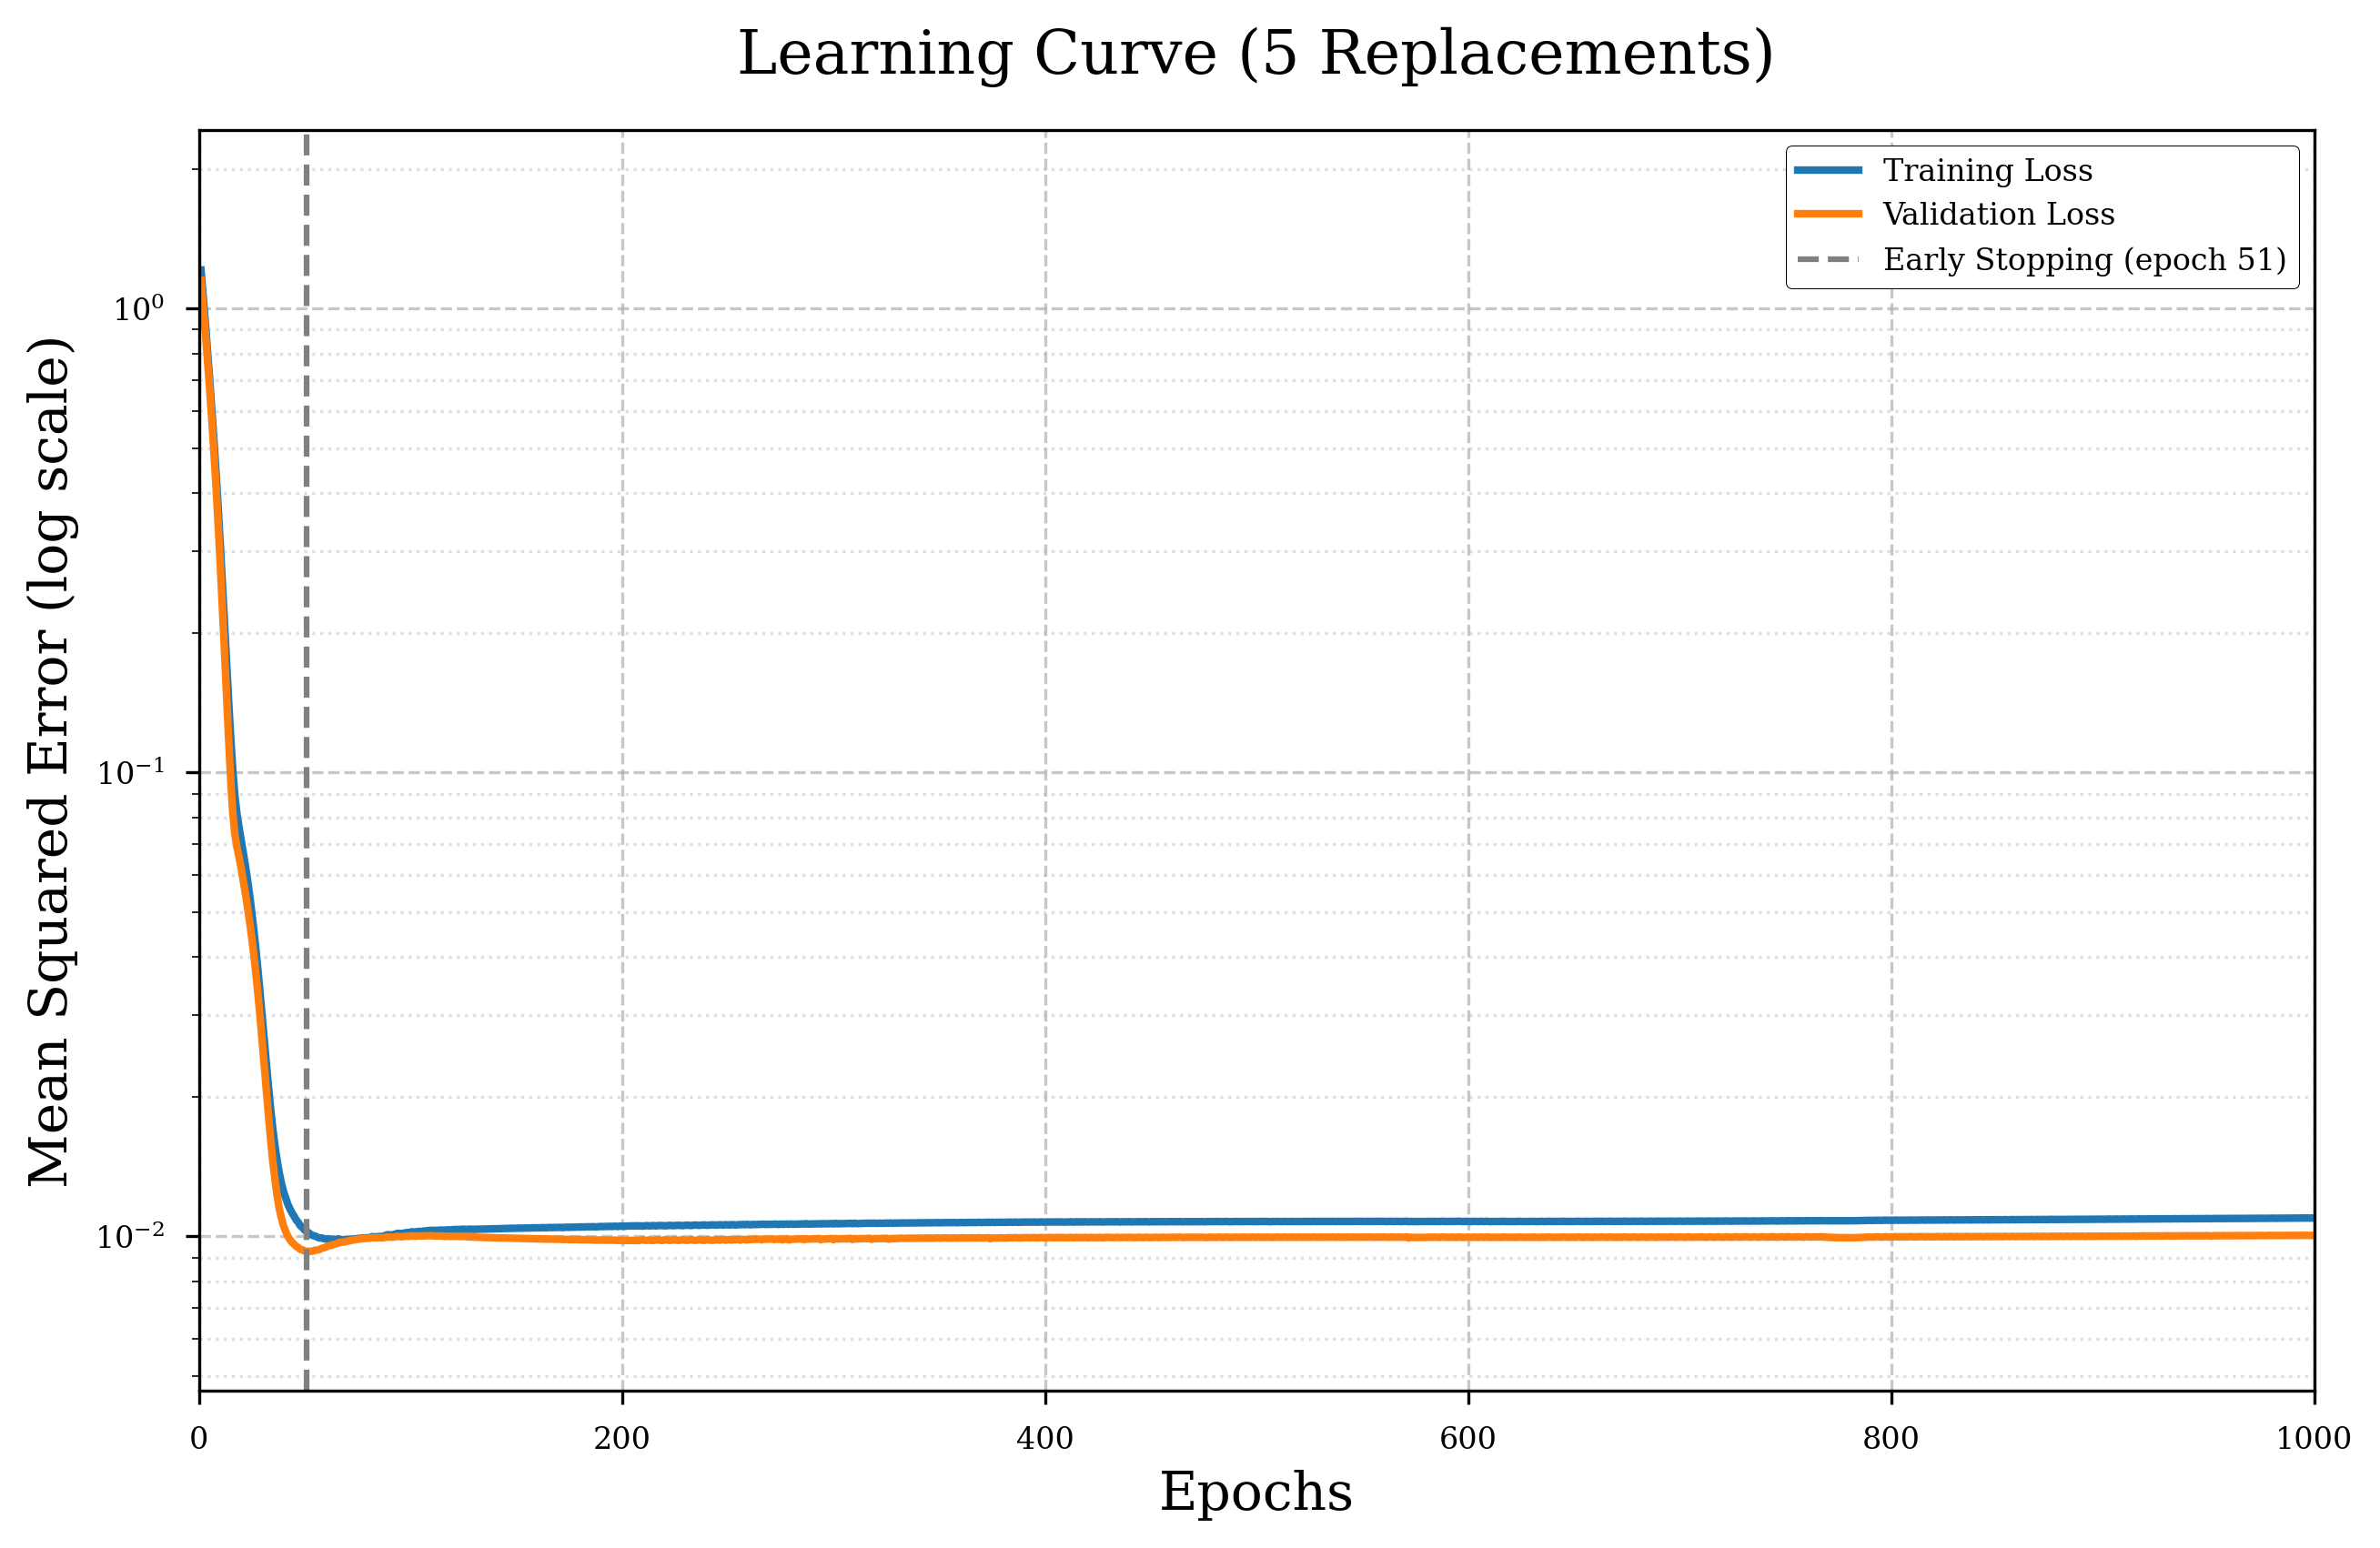 Learning Curve (5 Replacements)
Training Loss
Validation Loss
Early Stopping (epoch 51)
Mean Squared Error (log scale)
10⁰
10⁻¹
10⁻²
0 200 400 600 800 1000
Epochs